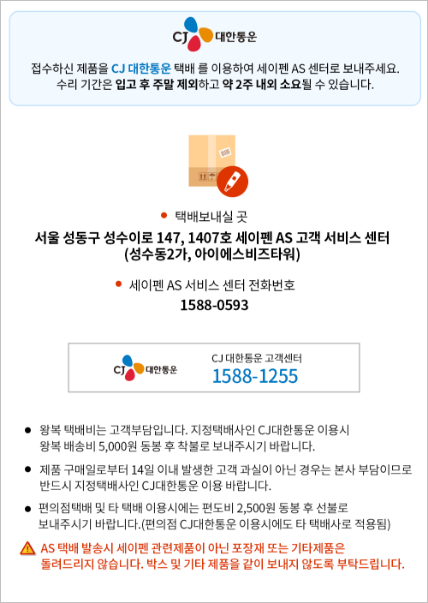 CJ 대한통운
접수하신 제품을 CJ 대한통운 택배 를 이용하여 세이펜 AS 센터로 보내주세요.
수리 기간은 입고 후 주말 제외하고 약 2주 내외 소요될 수 있습니다.
• 택배보내실 곳
서울 성동구 성수이로 147, 1407호 세이펜 AS 고객 서비스 센터
(성수동2가, 아이에스비즈타워)
• 세이펜 AS 서비스 센터 전화번호
1588-0593
CJ 대한통운
CJ 대한통운 고객센터
1588-1255
• 왕복 택배비는 고객부담입니다. 지정택배사인 CJ대한통운 이용시
왕복 배송비 5,000원 동봉 후 착불로 보내주시기 바랍니다.
• 제품 구매일로부터 14일 이내 발생한 고객 과실이 아닌 경우는 본사 부담이므로
반드시 지정택배사인 CJ대한통운 이용 바랍니다.
• 편의점택배 및 타 택배 이용시에는 편도비 2,500원 동봉 후 선불로
보내주시기 바랍니다.(편의점 CJ대한통운 이용시에도 타 택배사로 적용됨)
AS 택배 발송시 세이펜 관련제품이 아닌 포장재 또는 기타제품은
돌려드리지 않습니다. 박스 및 기타 제품을 같이 보내지 않도록 부탁드립니다.